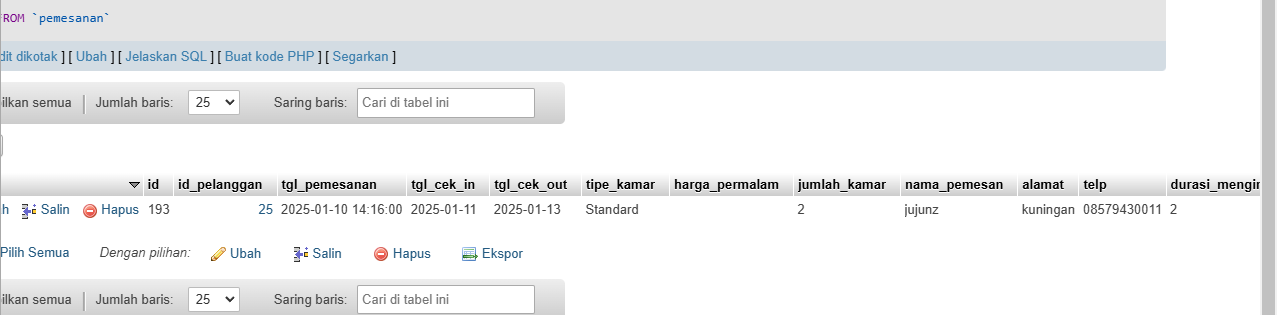 FROM `pemesanan`
dit dikotak ] [ Ubah ] [ Jelaskan SQL ] [ Buat kode PHP ] [ Segarkan ]
ilkan semua Jumlah baris: 25 Saring baris: Cari di tabel ini
id id_pelanggan tgl_pemesanan tgl_cek_in tgl_cek_out tipe_kamar harga_permalam jumlah_kamar nama_pemesan alamat telp durasi_mengin
h Salin Hapus 193 25 2025-01-10 14:16:00 2025-01-11 2025-01-13 Standard 2 jujunz kuningan 08579430011 2
Pilih Semua Dengan pilihan: Ubah Salin Hapus Ekspor
ilkan semua Jumlah baris: 25 Saring baris: Cari di tabel ini